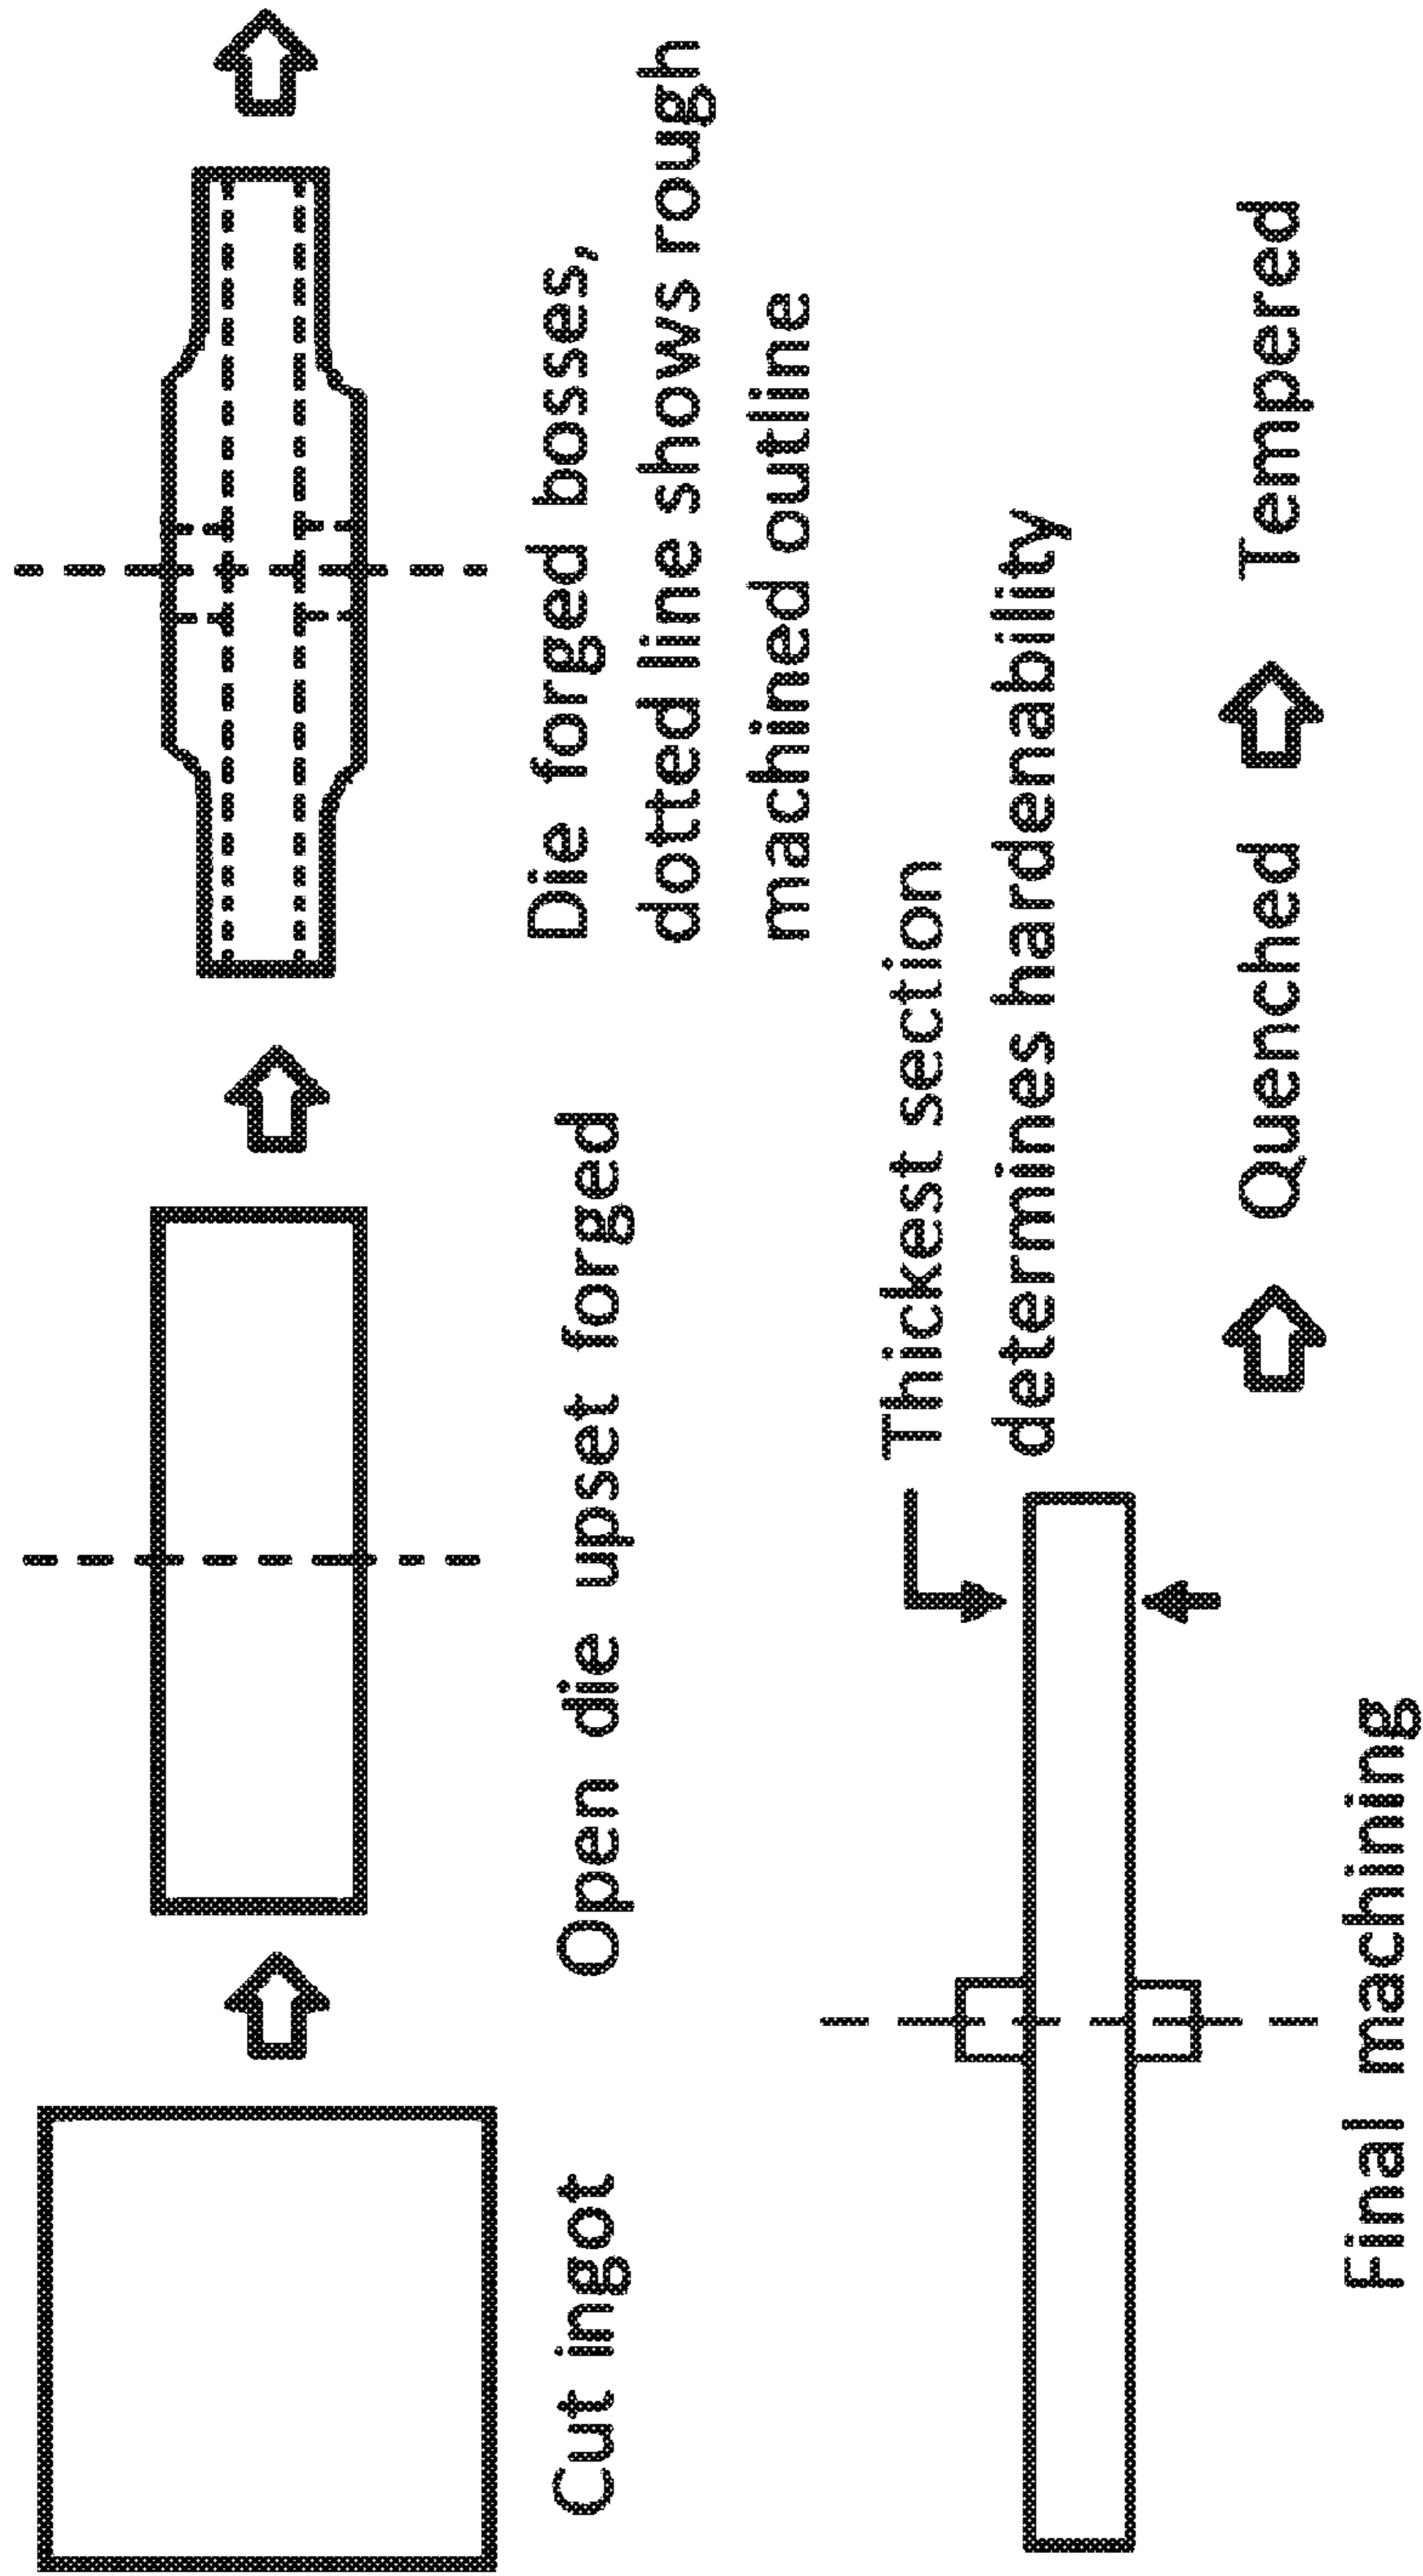 Cut ingot
Open die upset forged
Die forged bosses,
dotted line shows rough
machined outline
Thickest section
determines hardenability
Final machining
Quenched
Tempered